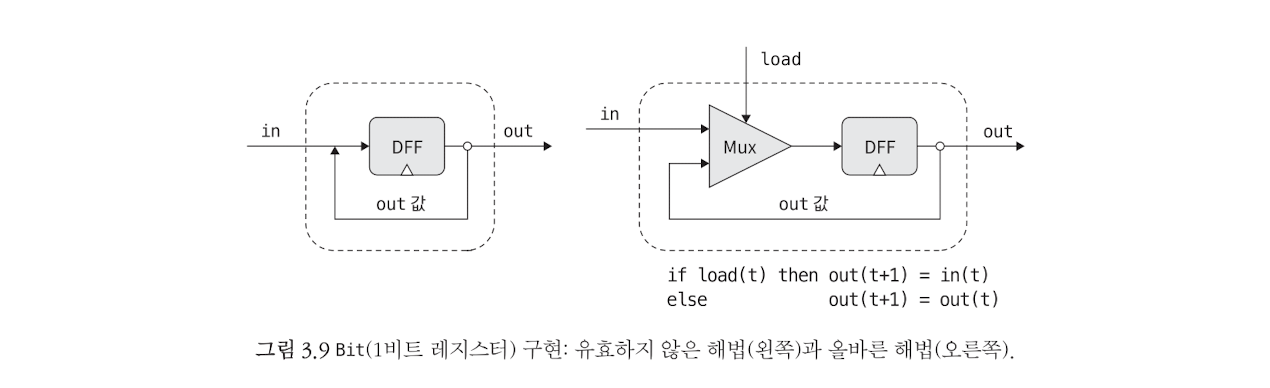 in
DFF
out
out 값
load
in
Mux
DFF
out
out 값
if load(t) then out(t+1) = in(t)
else out(t+1) = out(t)
그림 3.9 Bit(1비트 레지스터) 구현: 유효하지 않은 해법(왼쪽)과 올바른 해법(오른쪽).